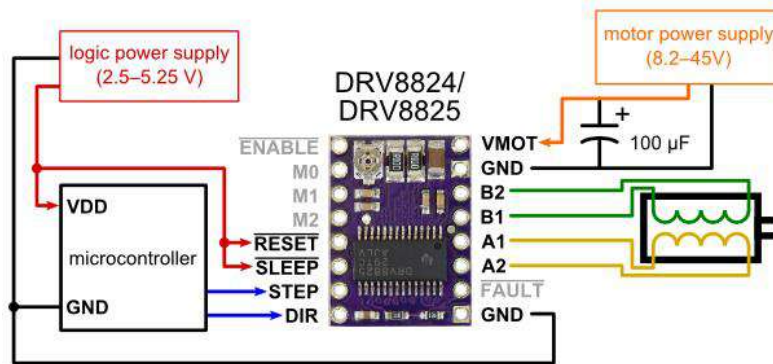 logic power supply
(2.5–5.25 V)
motor power supply
(8.2–45V)
DRV8824/
DRV8825
ENABLE
M0
M1
M2
RESET
SLEEP
STEP
DIR
VMOT
GND
B2
B1
A1
A2
FAULT
GND
+
100 µF
VDD
microcontroller
GND